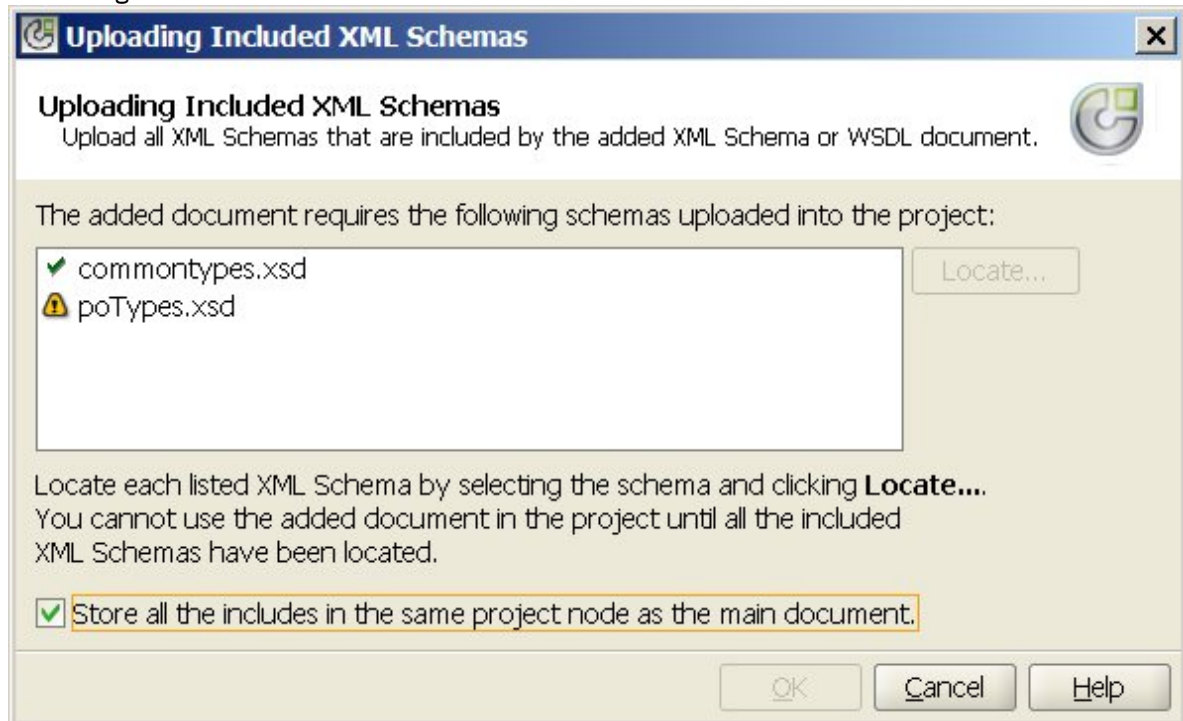 Uploading Included XML Schemas
Uploading Included XML Schemas
Upload all XML Schemas that are included by the added XML Schema or WSDL document.
The added document requires the following schemas uploaded into the project:
commontypes.xsd
Locate...
poTypes.xsd
Locate each listed XML Schema by selecting the schema and clicking Locate....
You cannot use the added document in the project until all the included
XML Schemas have been located.
Store all the includes in the same project node as the main document.
OK
Cancel
Help